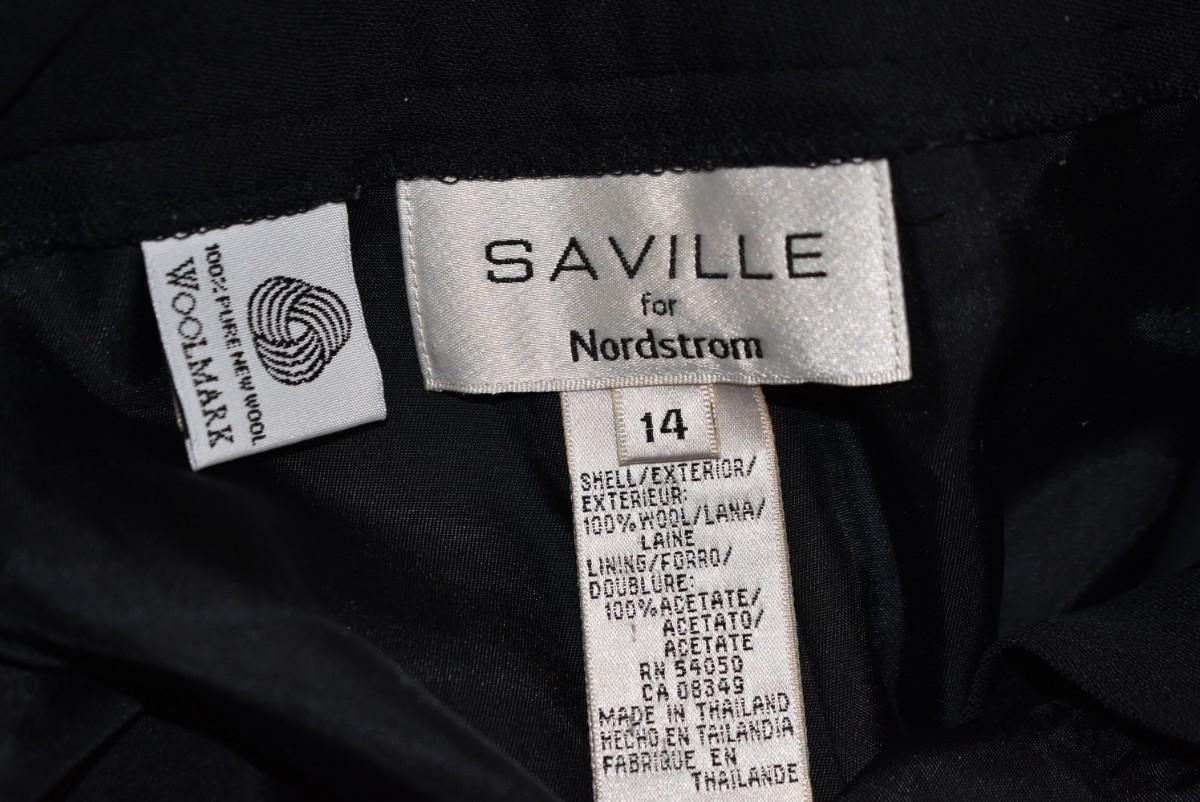 100% PURE NEW WOOL
WOOLMARK
SAVILLE
for
Nordstrom
14
SHELL/EXTERIOR/
EXTERIEUR:
100%WOOL/LANA/
LAINE
LINING/FORRO/
DOUBLURE:
100%ACETATE/
ACETATO/
ACETATE
RN 54050
CA 08349
MADE IN THAILAND
HECHO EN TAILANDIA
FABRIQUE EN
THAILANDE